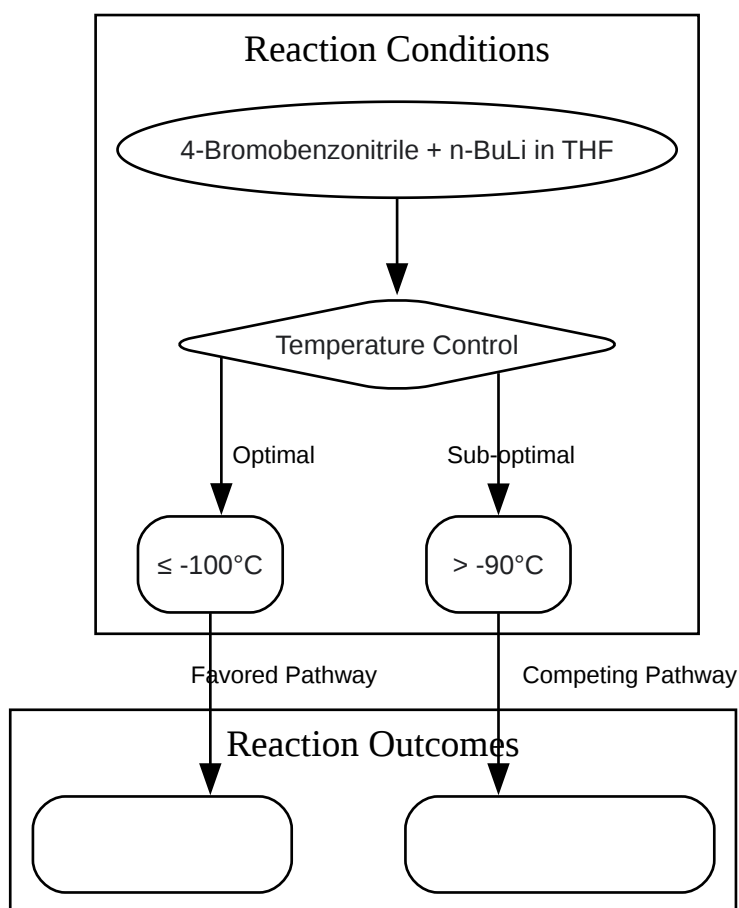 Reaction Conditions
4-Bromobenzonitrile + n-BuLi in THF
Temperature Control
Optimal
Sub-optimal
≤ -100°C
> -90°C
Favored Pathway
Competing Pathway
Reaction Outcomes